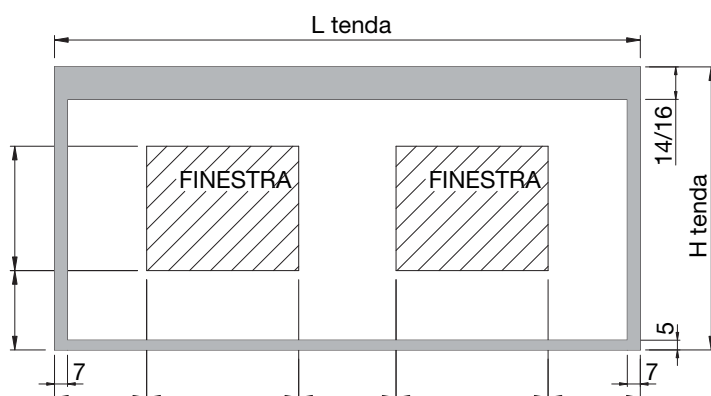 L tenda
14/16
FINESTRA
FINESTRA
H tenda
5
7
7